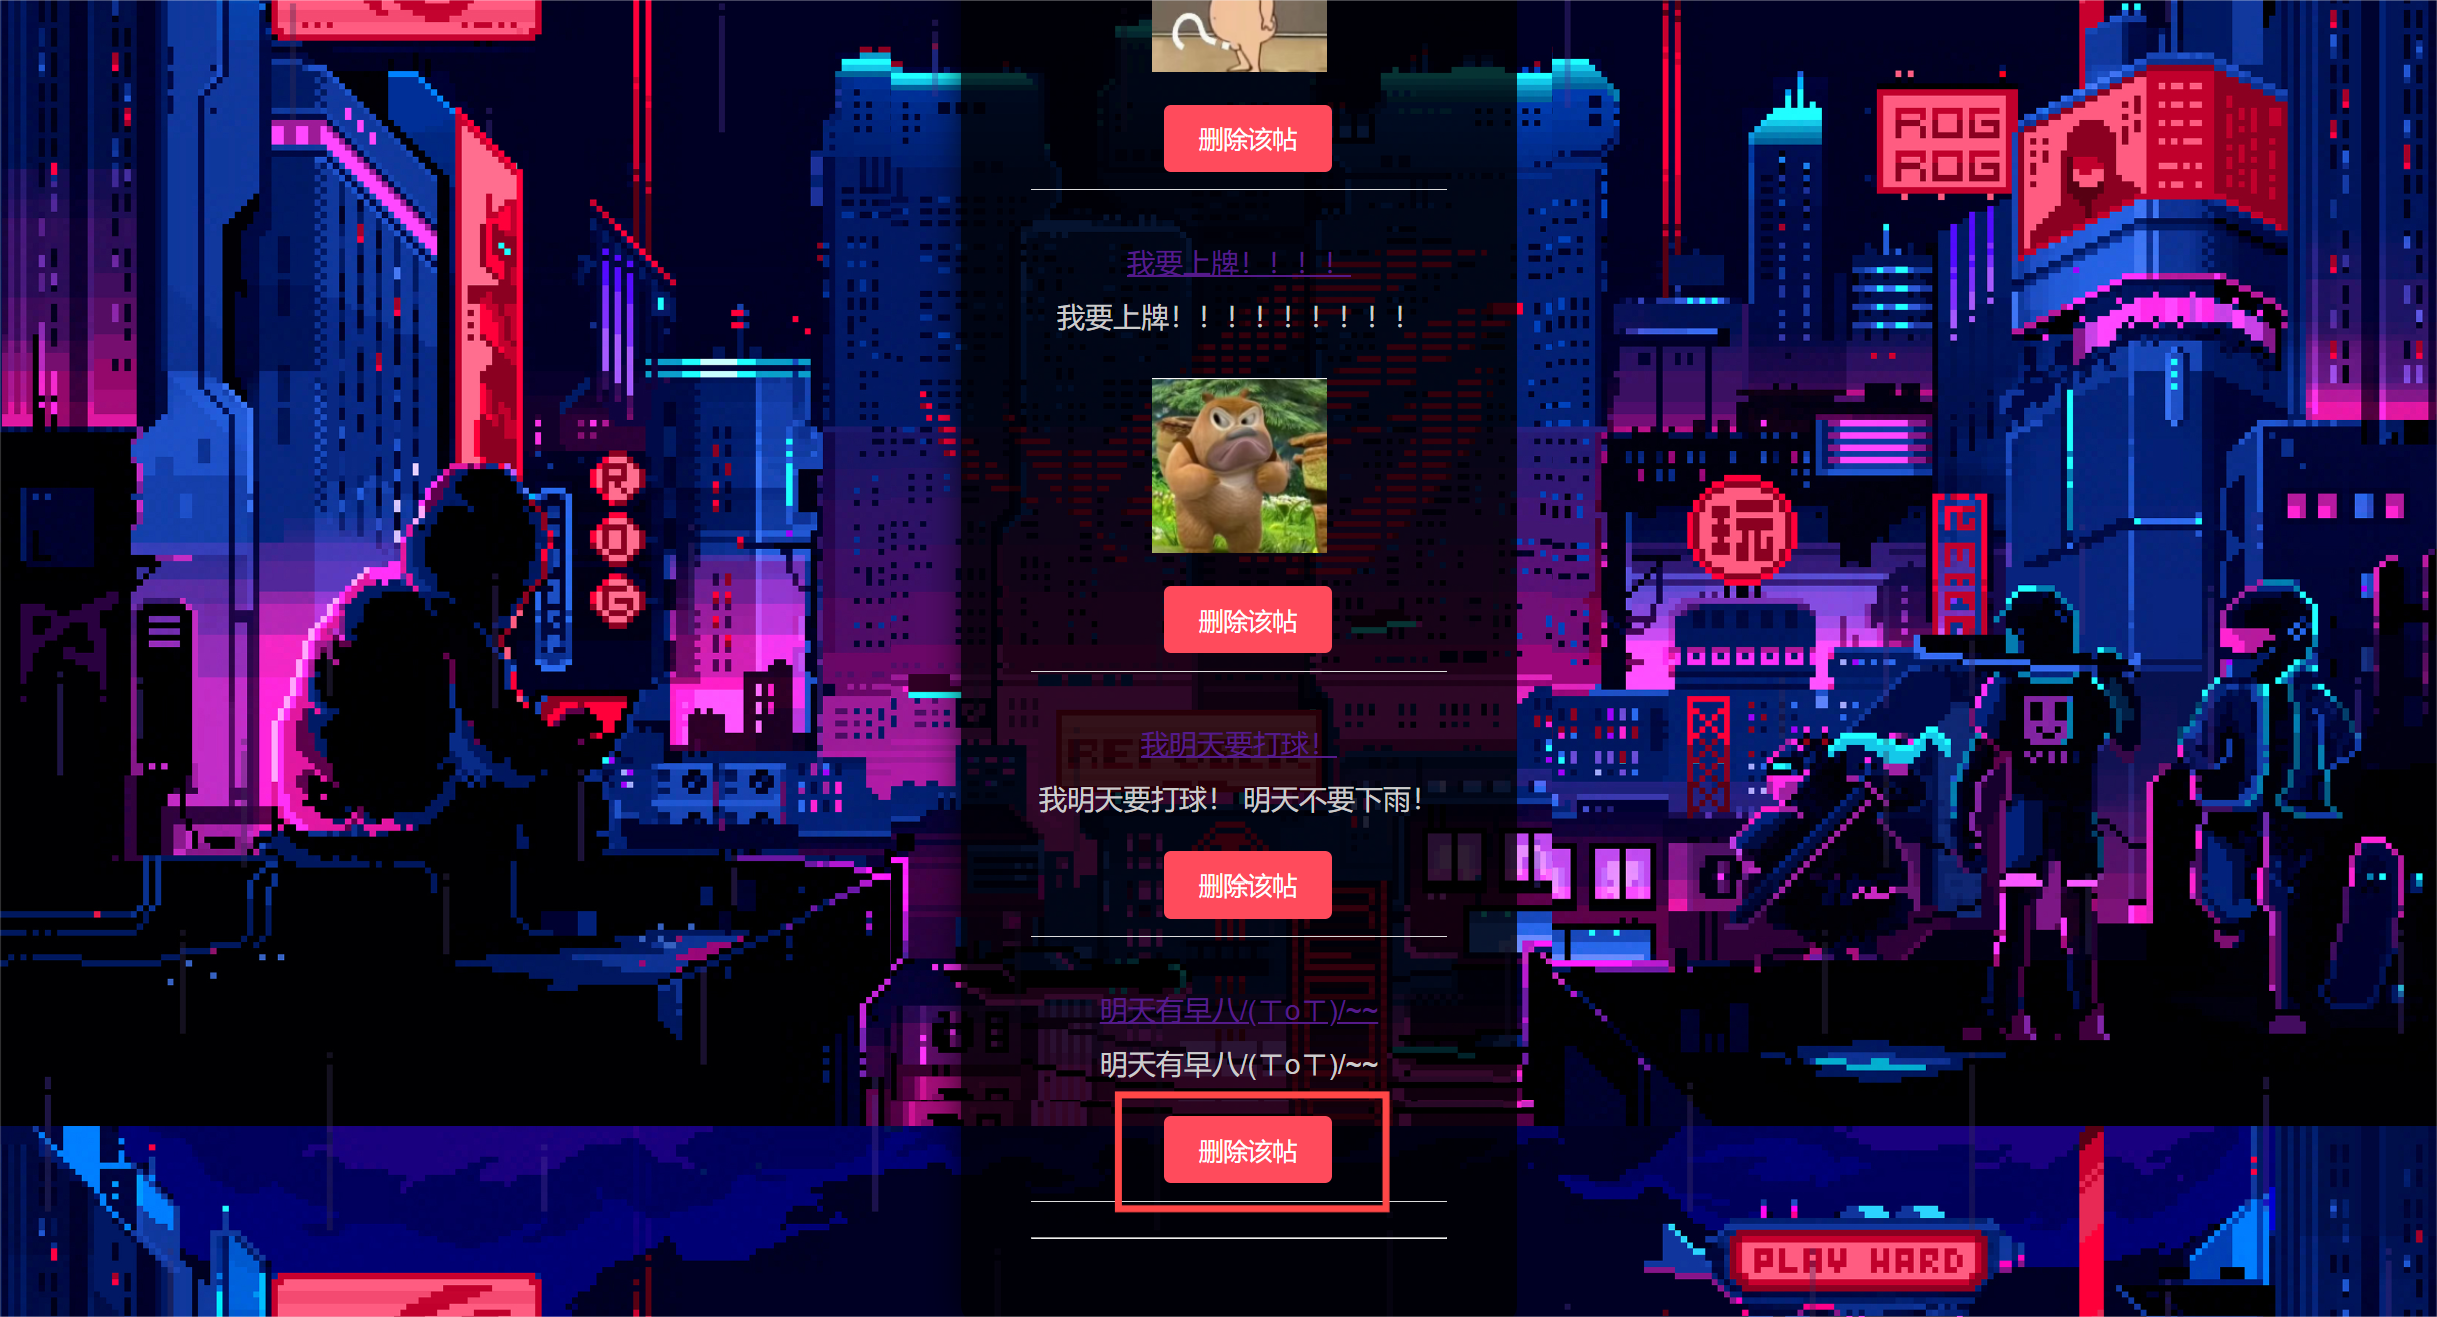 删除该帖
ROG
ROG
我要上牌！！！！
我要上牌！！！！！！！！！
R
O
G
玩
删除该帖
我明天要打球！
我明天要打球！ 明天不要下雨！
删除该帖
明天有早八/(ㄒoㄒ)/~~
明天有早八/(ㄒoㄒ)/~~
删除该帖
PLAY HARD